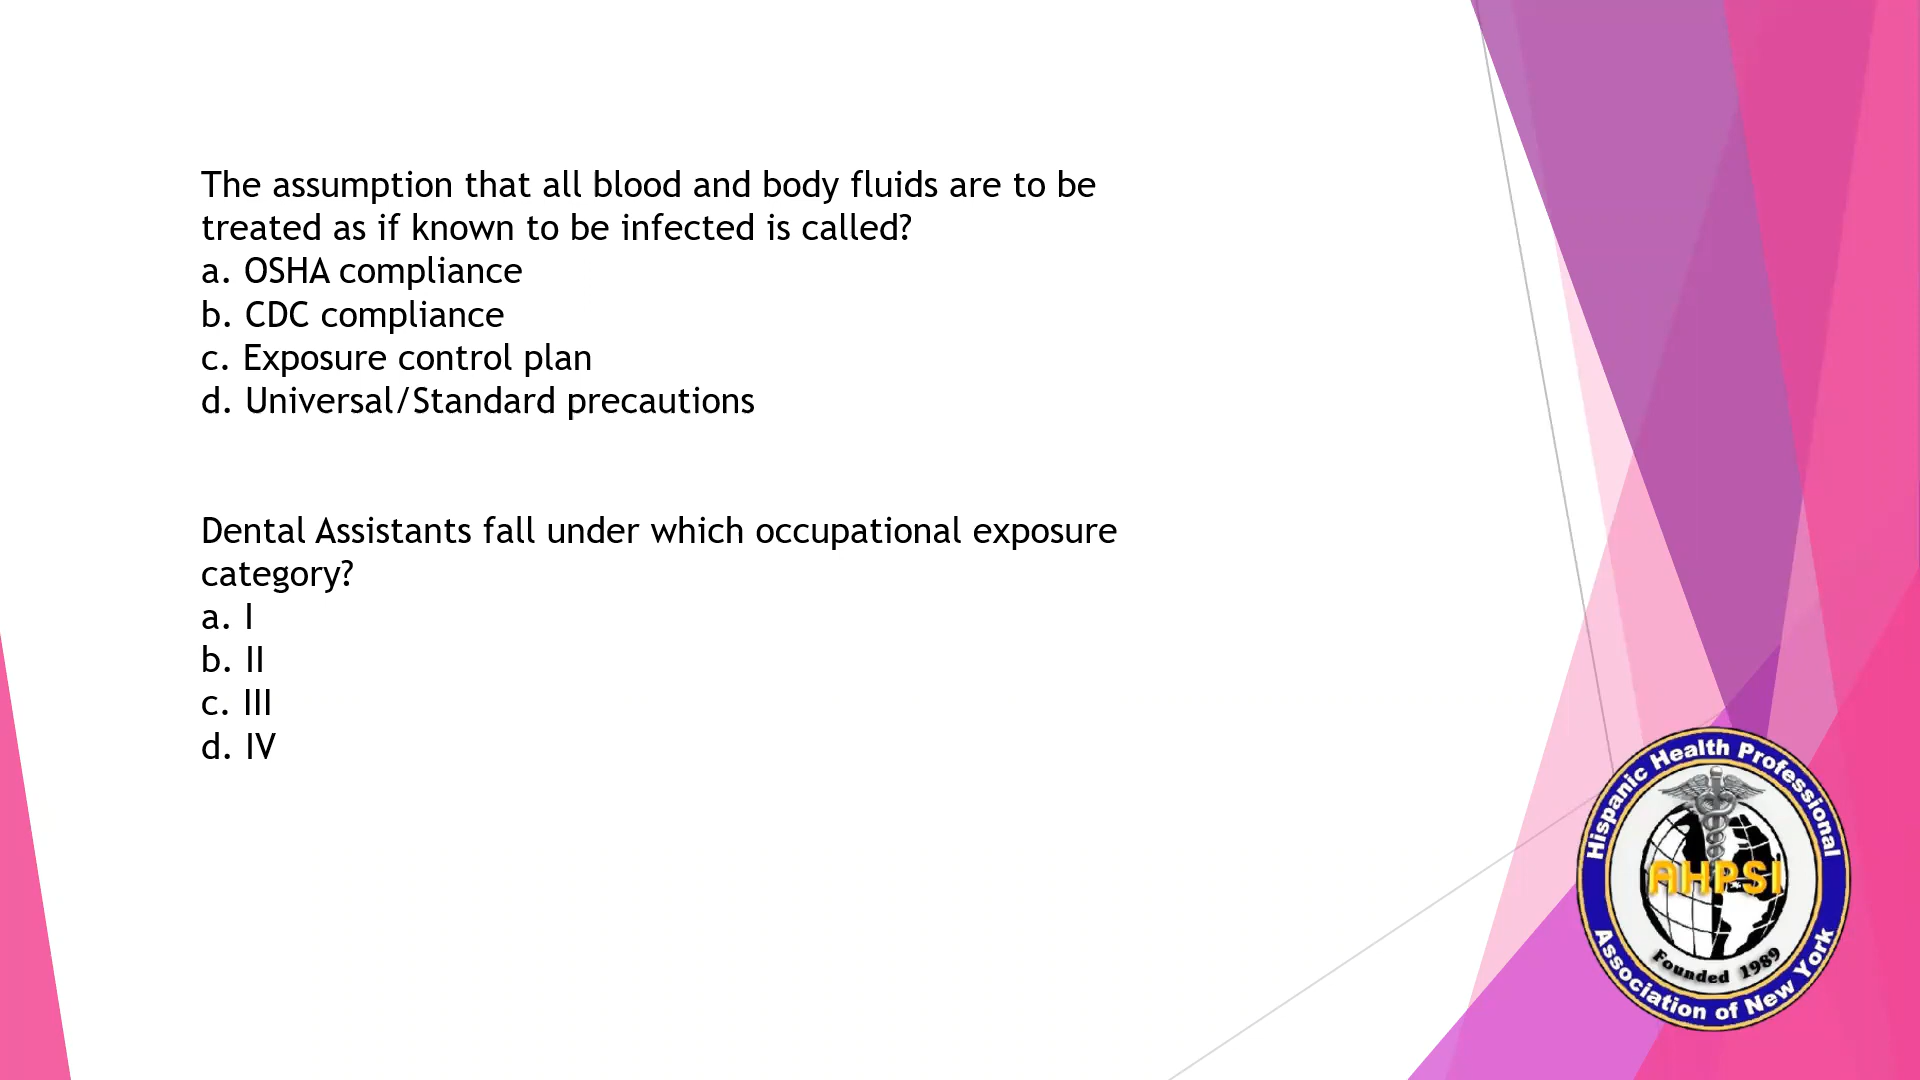 The assumption that all blood and body fluids are to be
treated as if known to be infected is called?
a. OSHA compliance
b. CDC compliance
c. Exposure control plan
d. Universal/Standard precautions
Dental Assistants fall under which occupational exposure
category?
a. I
b. II
c. III
d. IV
Hispanic Health Professional
AHPSI
Founded 1989
Association of New York